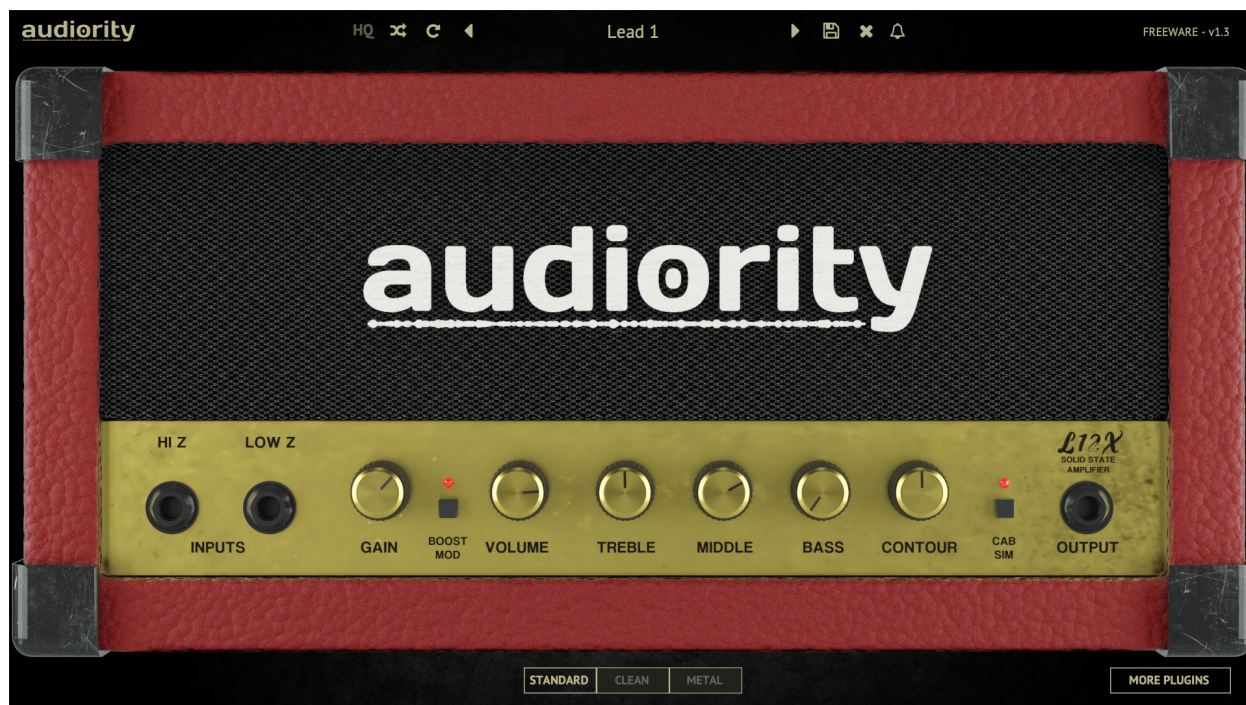 audiority
HQ
Lead 1
FREEWARE - v1.3
audiority
HI Z
LOW Z
L12X
SOLID STATE
AMPLIFIER
INPUTS
GAIN
BOOST
MOD
VOLUME
TREBLE
MIDDLE
BASS
CONTOUR
CAB
SIM
OUTPUT
STANDARD
CLEAN
METAL
MORE PLUGINS